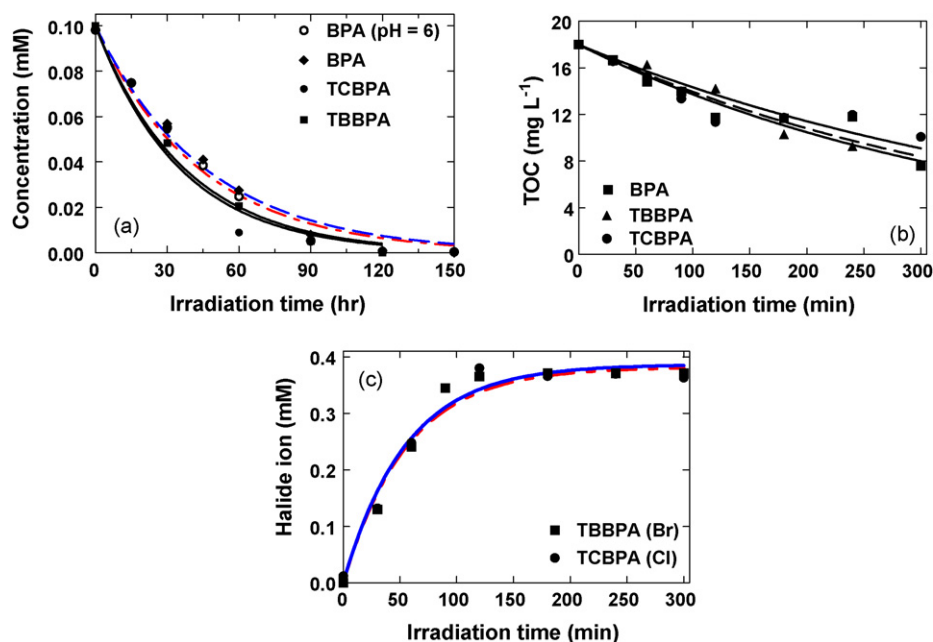 Concentration (mM)
0.10
0.08
0.06
0.04
0.02
0.00
BPA (pH = 6)
BPA
TCBPA
TBBPA
(a)
0 30 60 90 120 150
Irradiation time (hr)
TOC (mg L⁻¹)
20
16
12
8
4
0
BPA
TBBPA
TCBPA
(b)
0 50 100 150 200 250 300
Irradiation time (min)
Halide ion (mM)
0.4
0.3
0.2
0.1
0.0
(c)
TBBPA (Br)
TCBPA (Cl)
0 50 100 150 200 250 300
Irradiation time (min)